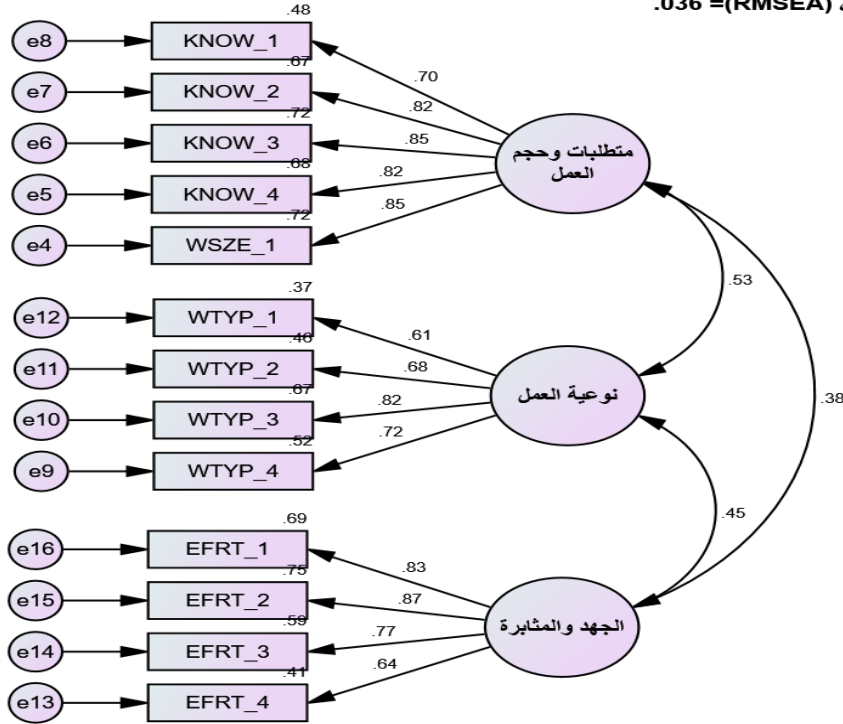 .036 =(RMSEA)
.48
e8 KNOW_1
.67
e7 KNOW_2
.72
e6 KNOW_3
.68
e5 KNOW_4
.72
e4 WSZE_1
.70
.82
.85
.82
.85
متطلبات وحجم
العمل
.53
.37
e12 WTYP_1
.46
e11 WTYP_2
.67
e10 WTYP_3
.52
e9 WTYP_4
.61
.68
.82
.72
نوعية العمل
.38
.45
.69
e16 EFRT_1
.75
e15 EFRT_2
.59
e14 EFRT_3
.41
e13 EFRT_4
.83
.87
.77
.64
الجهد والمثابرة